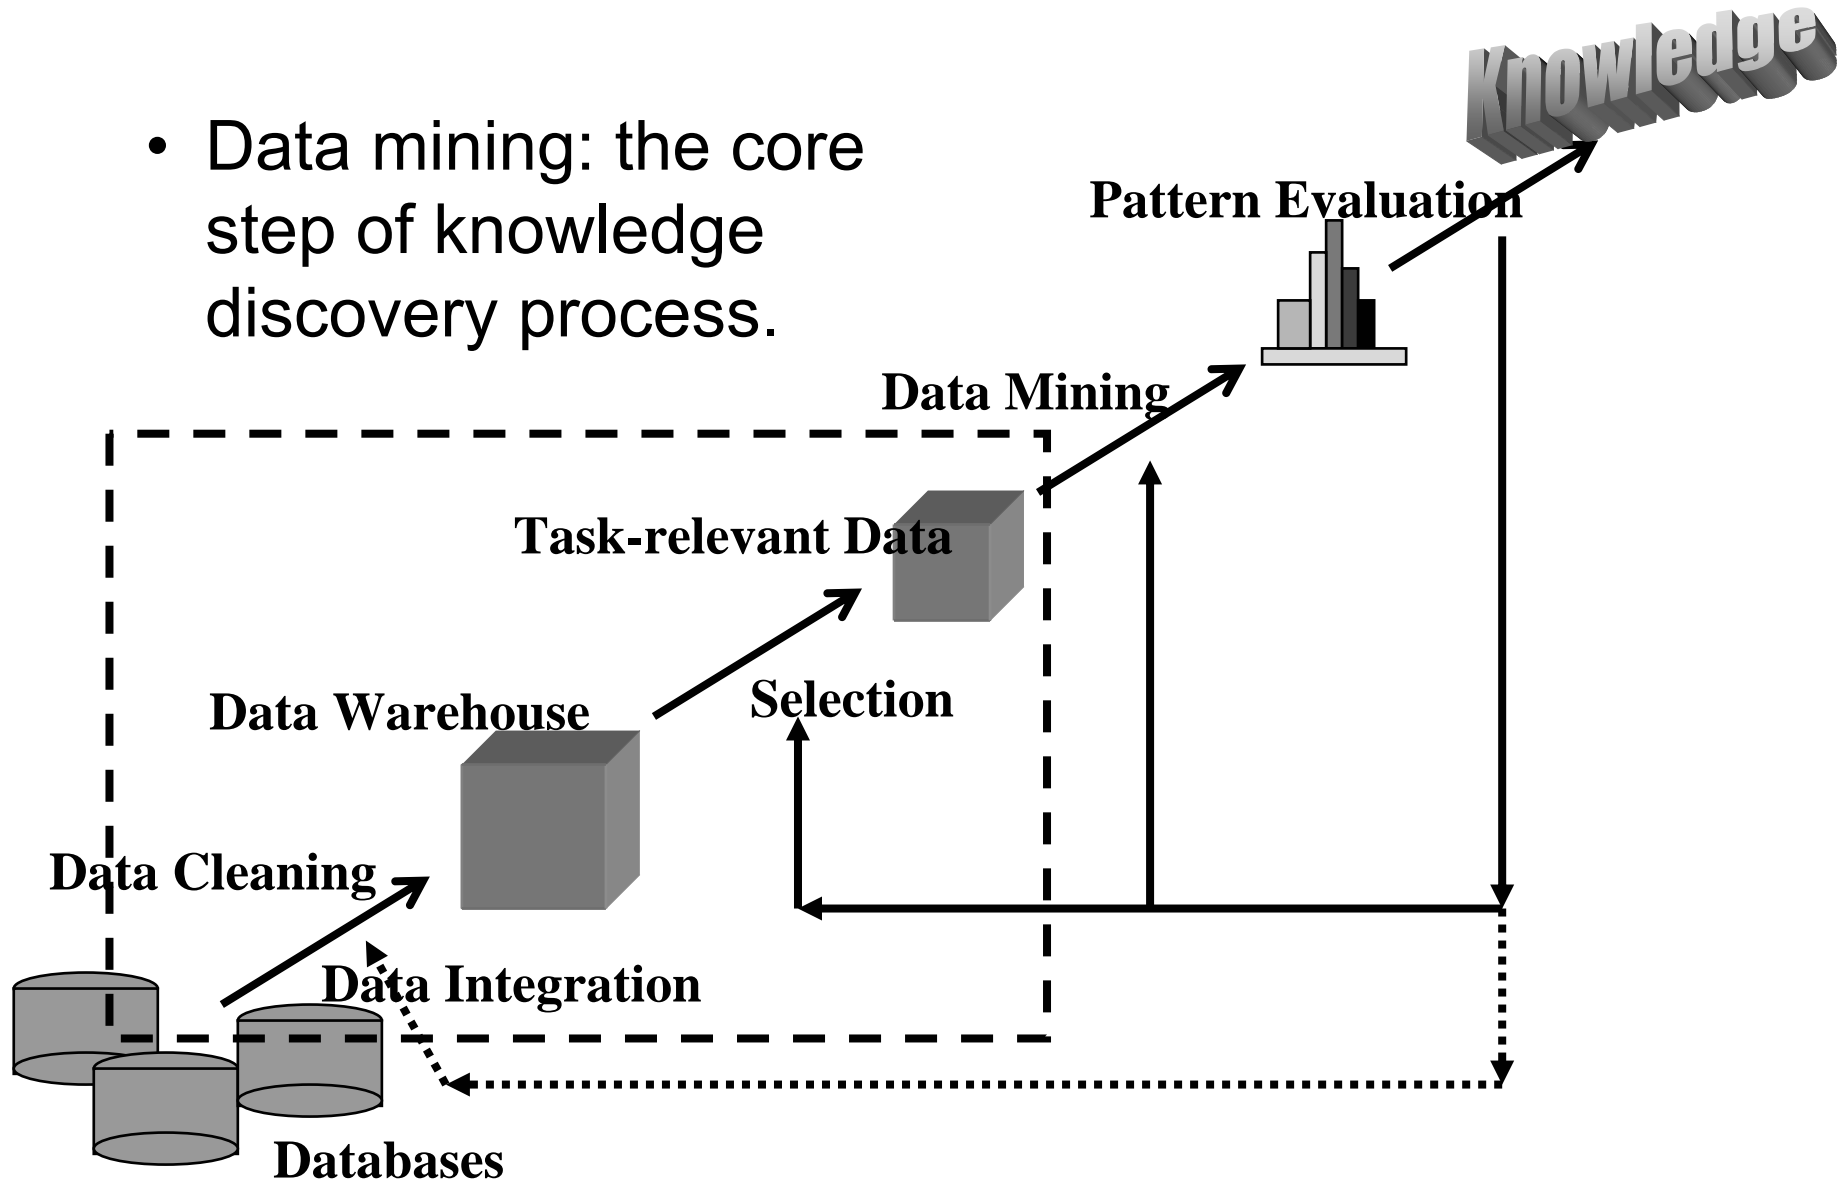 Knowledge
• Data mining: the core
step of knowledge
discovery process.
Pattern Evaluation
Data Mining
Task-relevant Data
Selection
Data Warehouse
Data Cleaning
Data Integration
Databases